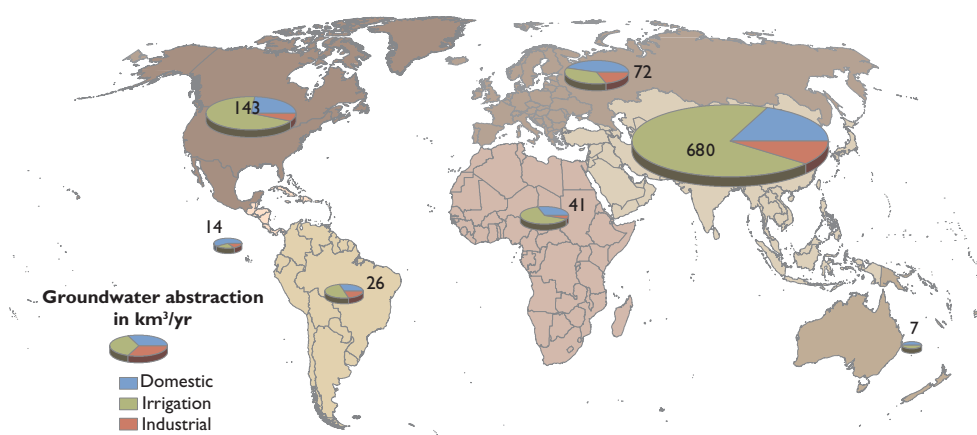 72
143
680
41
14
26
Groundwater abstraction
in km³/yr
7
Domestic
Irrigation
Industrial